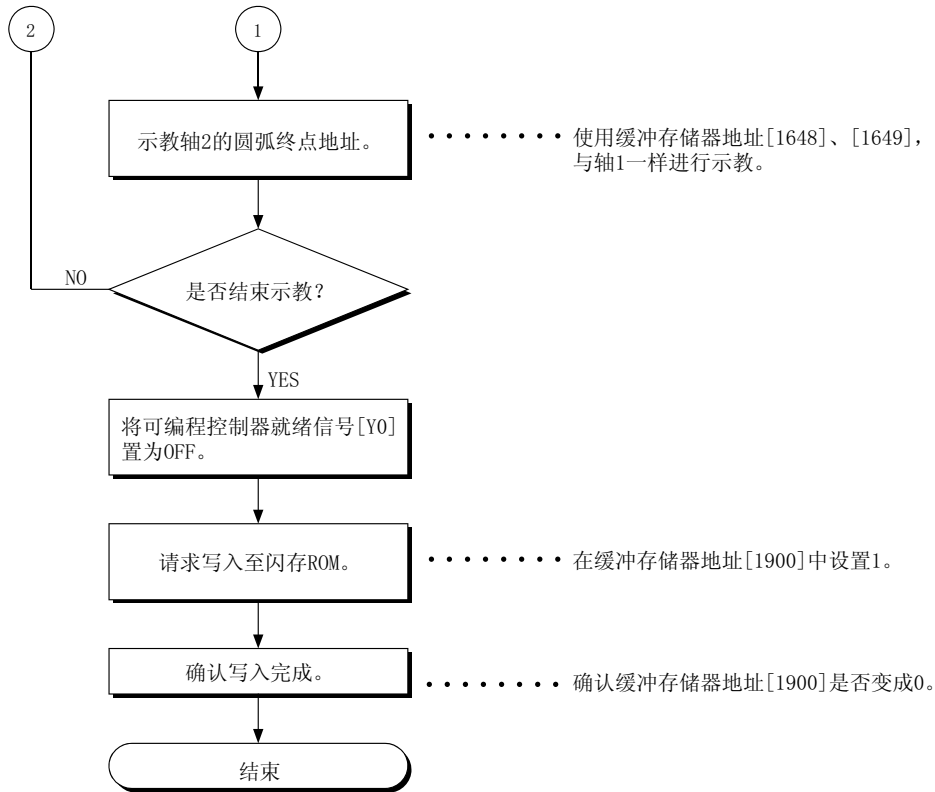 2
1
示教轴2的圆弧终点地址。
使用缓冲存储器地址[1648]、[1649],
与轴1一样进行示教。
NO
是否结束示教?
YES
将可编程控制器就绪信号[Y0]
置为OFF。
请求写入至闪存ROM。
在缓冲存储器地址[1900]中设置1。
确认写入完成。
确认缓冲存储器地址[1900]是否变成0。
结束